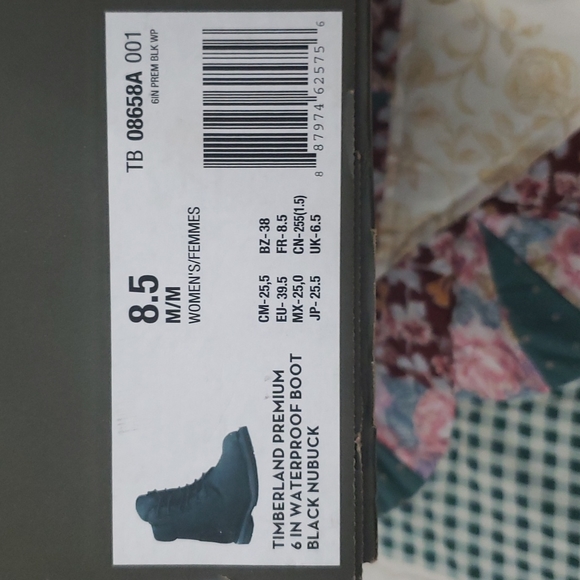 TB 08658A 001
6IN PREM BLK WP
8 87974 62575 6
8.5
M/M
WOMEN'S/FEMMES
CM-25,5 BZ-38
EU-39.5 FR-8.5
MX-25,0 CN-255(1.5)
JP-25.5 UK-6.5
TIMBERLAND PREMIUM
6 IN WATERPROOF BOOT
BLACK NUBUCK